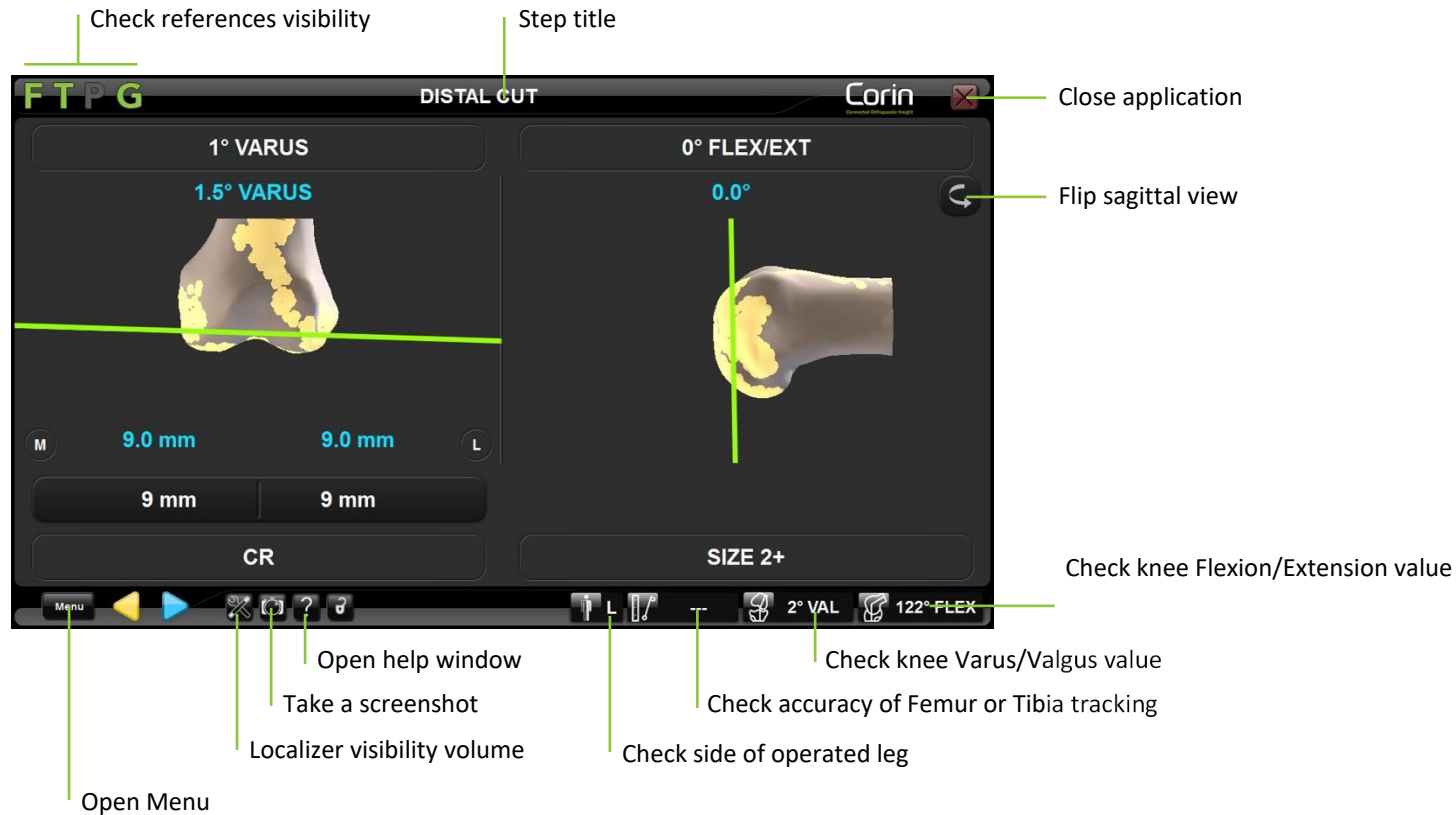 Check references visibility
Step title
F T P G
DISTAL CUT
Corin
Connected Orthopaedic Insight
Close application
1° VARUS
0° FLEX/EXT
1.5° VARUS
0.0°
Flip sagittal view
M
9.0 mm
9.0 mm
L
9 mm
9 mm
CR
SIZE 2+
Check knee Flexion/Extension value
Menu
?
L
---
2° VAL
122° FLEX
Open help window
Check knee Varus/Valgus value
Take a screenshot
Check accuracy of Femur or Tibia tracking
Localizer visibility volume
Check side of operated leg
Open Menu